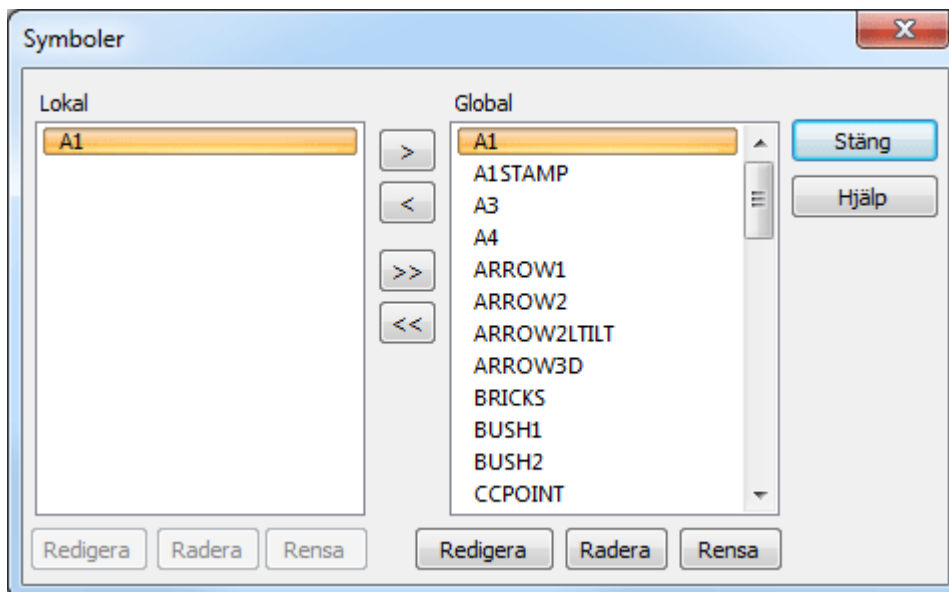 Symboler
Lokal
Global
A1
>
<
>>
<<
A1
A1STAMP
A3
A4
ARROW1
ARROW2
ARROW2LTILT
ARROW3D
BRICKS
BUSH1
BUSH2
CCPOINT
Stäng
Hjälp
Redigera Radera Rensa
Redigera Radera Rensa